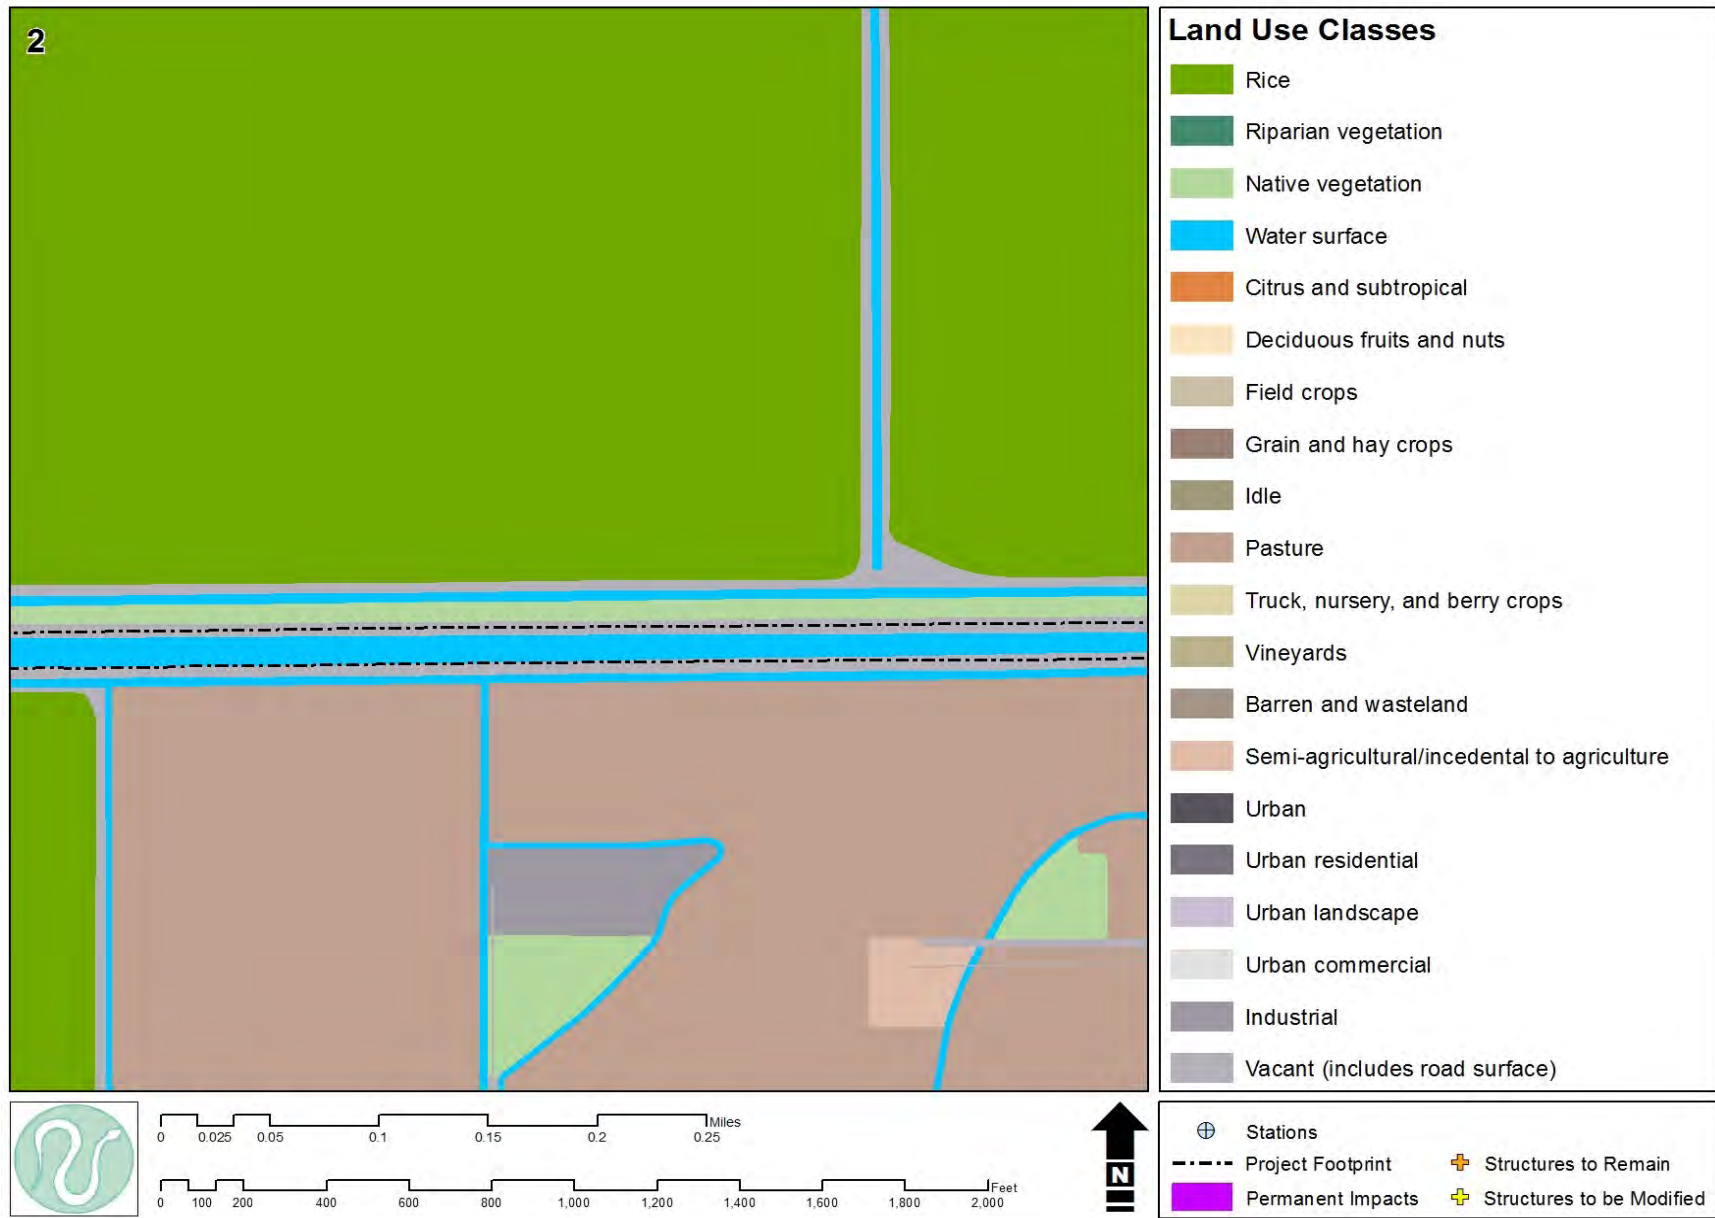 2
Land Use Classes
Rice
Riparian vegetation
Native vegetation
Water surface
Citrus and subtropical
Deciduous fruits and nuts
Field crops
Grain and hay crops
Idle
Pasture
Truck, nursery, and berry crops
Vineyards
Barren and wasteland
Semi-agricultural/incedental to agriculture
Urban
Urban residential
Urban landscape
Urban commercial
Industrial
Vacant (includes road surface)
Miles
0 0.025 0.05 0.1 0.15 0.2 0.25
Feet
0 100 200 400 600 800 1,000 1,200 1,400 1,600 1,800 2,000
N
Stations
Project Footprint
Structures to Remain
Permanent Impacts
Structures to be Modified